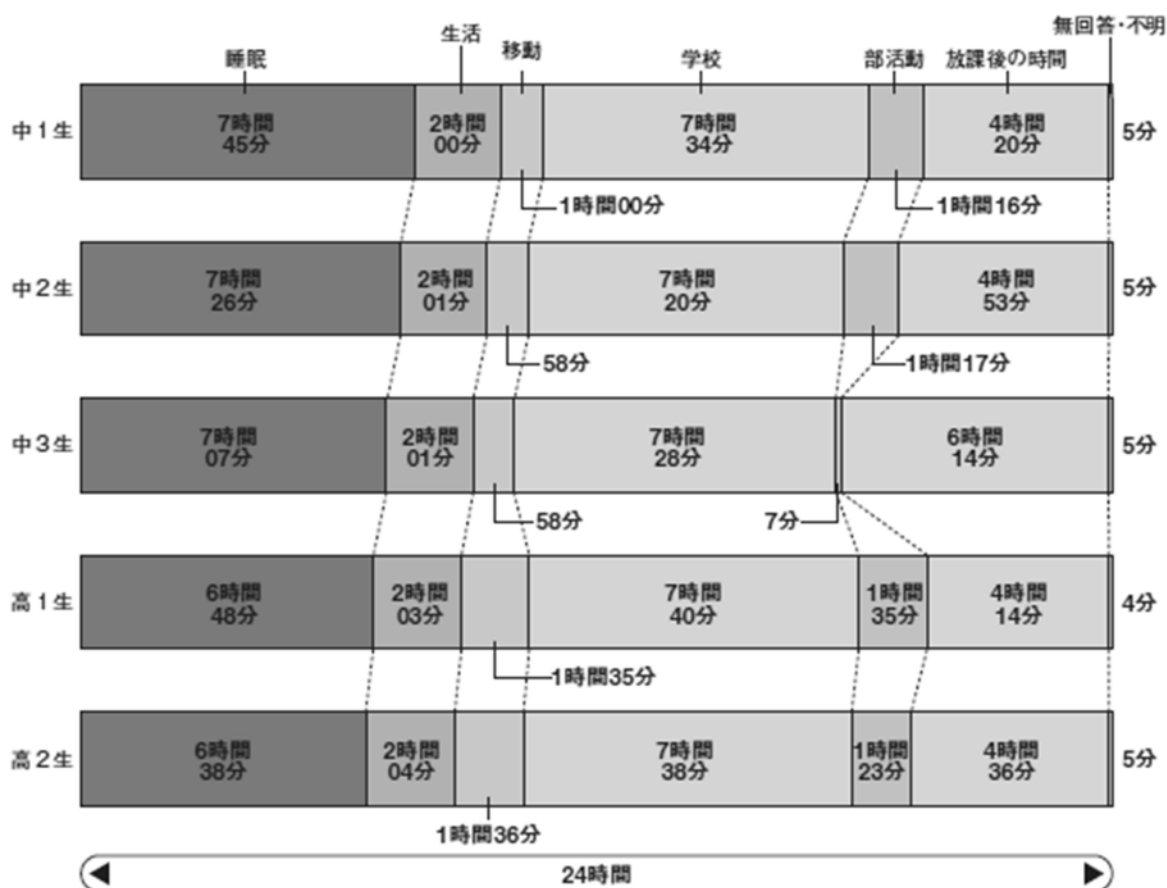 無回答・不明
睡眠
生活
移動
学校
部活動
放課後の時間
中1生
7時間
45分
2時間
00分
7時間
34分
4時間
20分
5分
1時間00分
1時間16分
中2生
7時間
26分
2時間
01分
7時間
20分
4時間
53分
5分
58分
1時間17分
中3生
7時間
07分
2時間
01分
7時間
28分
6時間
14分
5分
58分
7分
高1生
6時間
48分
2時間
03分
7時間
40分
1時間
35分
4時間
14分
4分
1時間35分
高2生
6時間
38分
2時間
04分
7時間
38分
1時間
23分
4時間
36分
5分
1時間36分
24時間